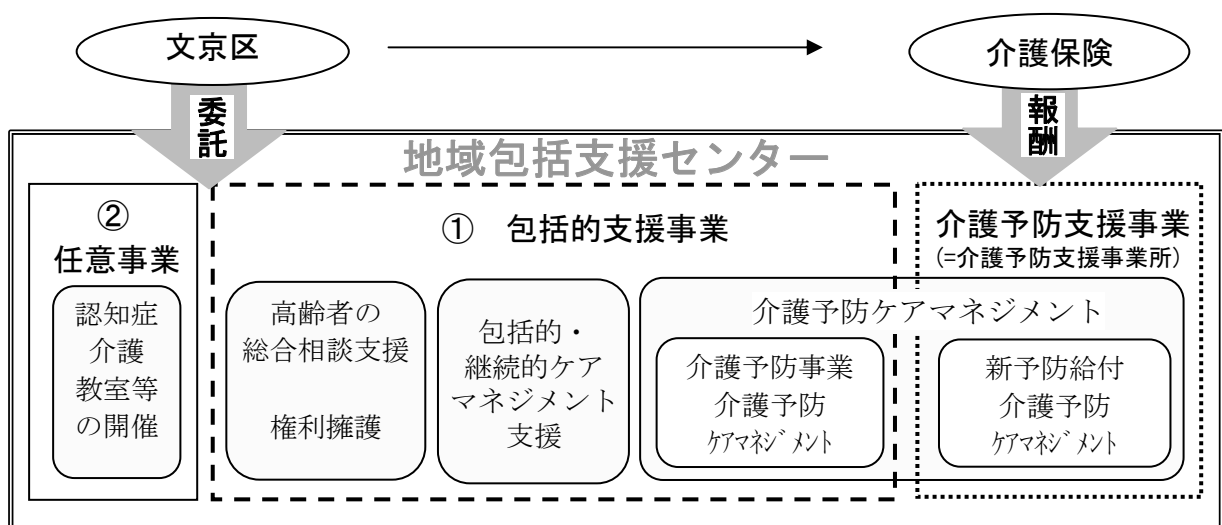 文京区
介護保険
委託
報酬
地域包括支援センター
②
任意事業
認知症
介護
教室等
の開催
① 包括的支援事業
高齢者の
総合相談支援
権利擁護
包括的・
継続的ケア
マネジメント
支援
介護予防ケアマネジメント
介護予防事業
介護予防
ｹｱﾏﾈｼﾞﾒﾝﾄ
介護予防支援事業
(=介護予防支援事業所)
新予防給付
介護予防
ｹｱﾏﾈｼﾞﾒﾝﾄ